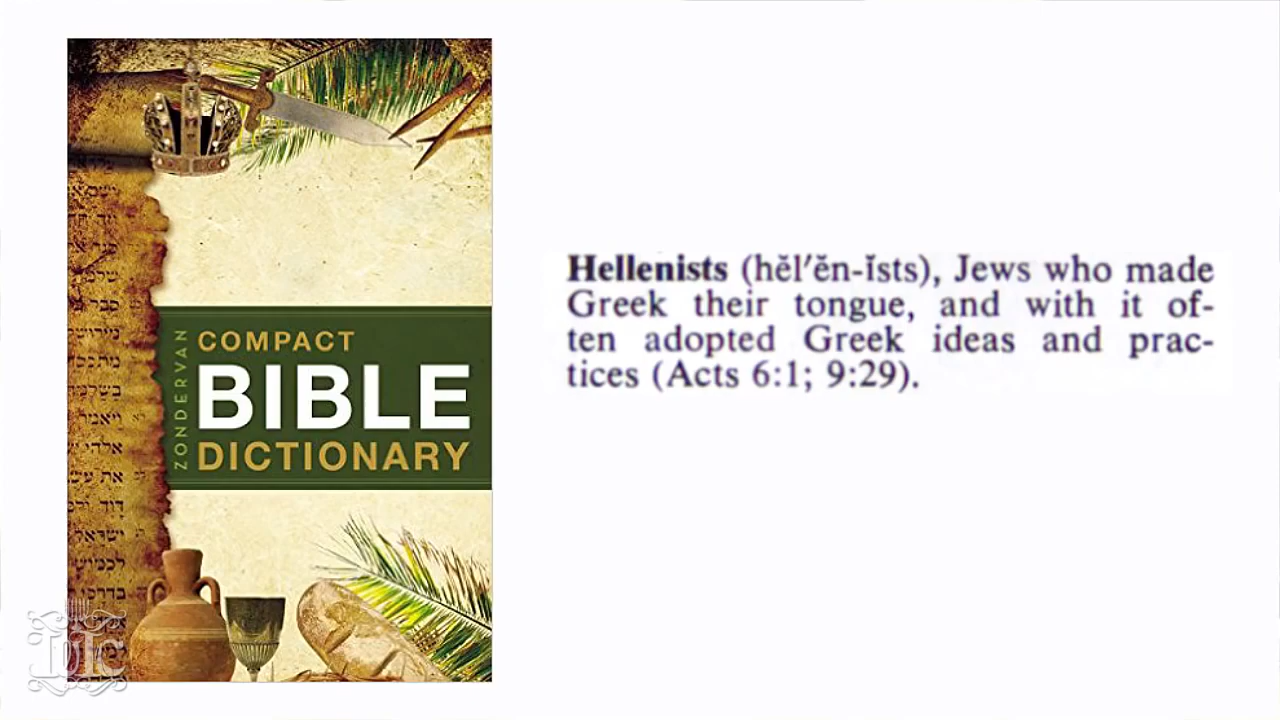 COMPACT
BIBLE
DICTIONARY
ZONDERVAN
Hellenists (hĕl′ĕn-ĭsts), Jews who made
Greek their tongue, and with it of-
ten adopted Greek ideas and prac-
tices (Acts 6:1; 9:29).